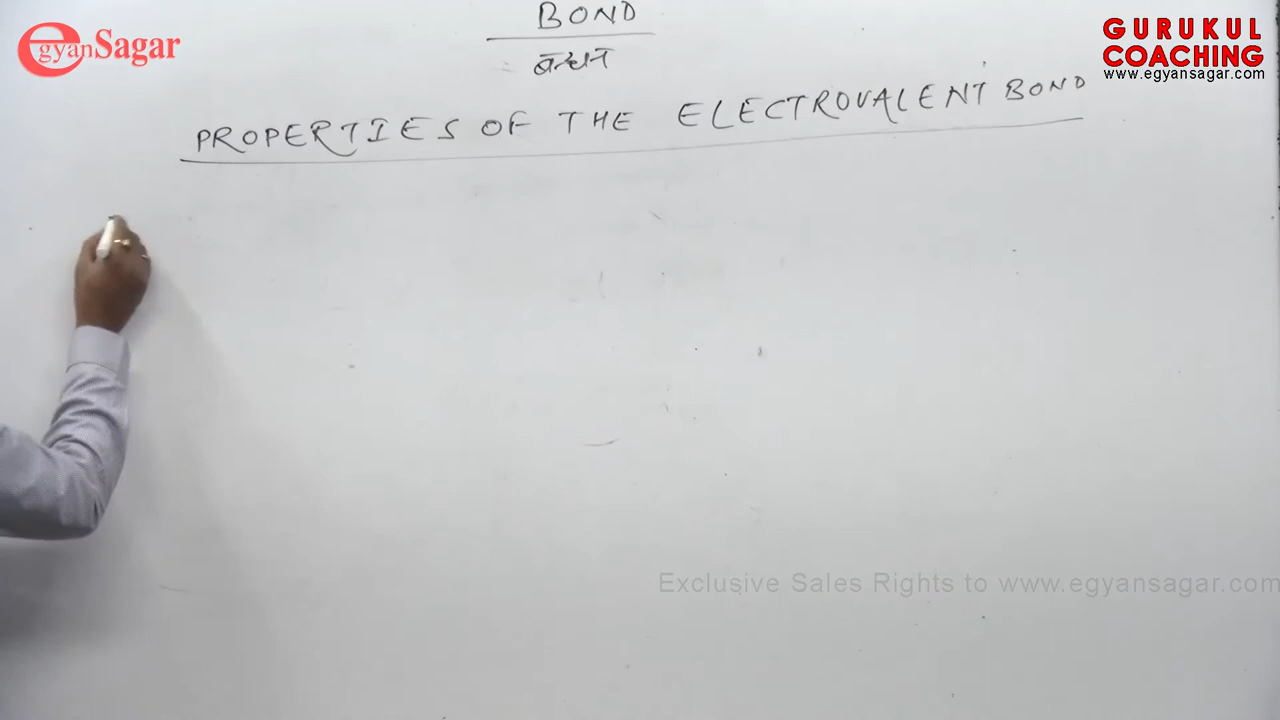 BOND
बन्धन
PROPERTIES OF THE ELECTROVALENT BOND
egyanSagar
GURUKUL
COACHING
www.egyansagar.com
Exclusive Sales Rights to www.egyansagar.com